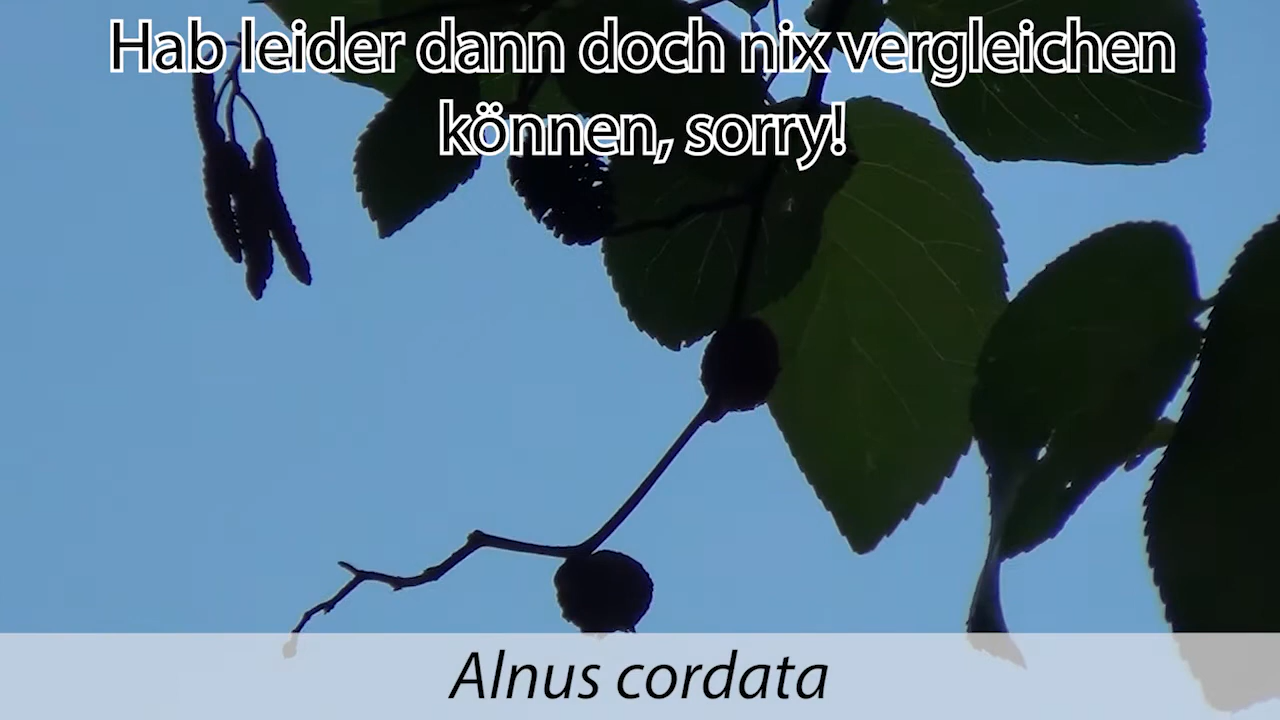 Hab leider dann doch nix vergleichen
können, sorry!
Alnus cordata